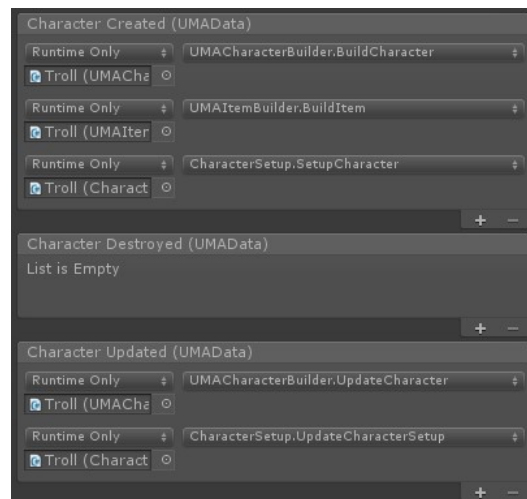 Character Created (UMAData)
Runtime Only UMACharacterBuilder.BuildCharacter
Troll (UMACha
Runtime Only UMAItemBuilder.BuildItem
Troll (UMAIter
Runtime Only CharacterSetup.SetupCharacter
Troll (Charact
+ −
Character Destroyed (UMAData)
List is Empty
+ −
Character Updated (UMAData)
Runtime Only UMACharacterBuilder.UpdateCharacter
Troll (UMACha
Runtime Only CharacterSetup.UpdateCharacterSetup
Troll (Charact
+ −